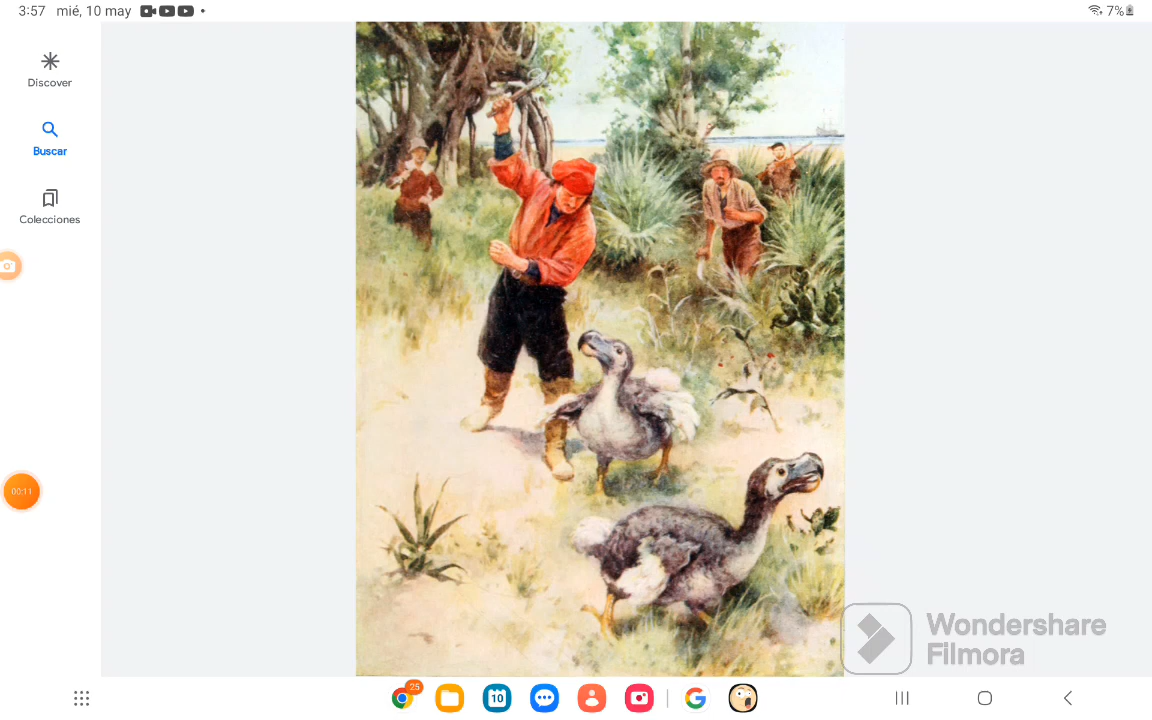 3:57 mié, 10 may
7%
Discover
Buscar
Colecciones
00:11
Wondershare
Filmora
25
10